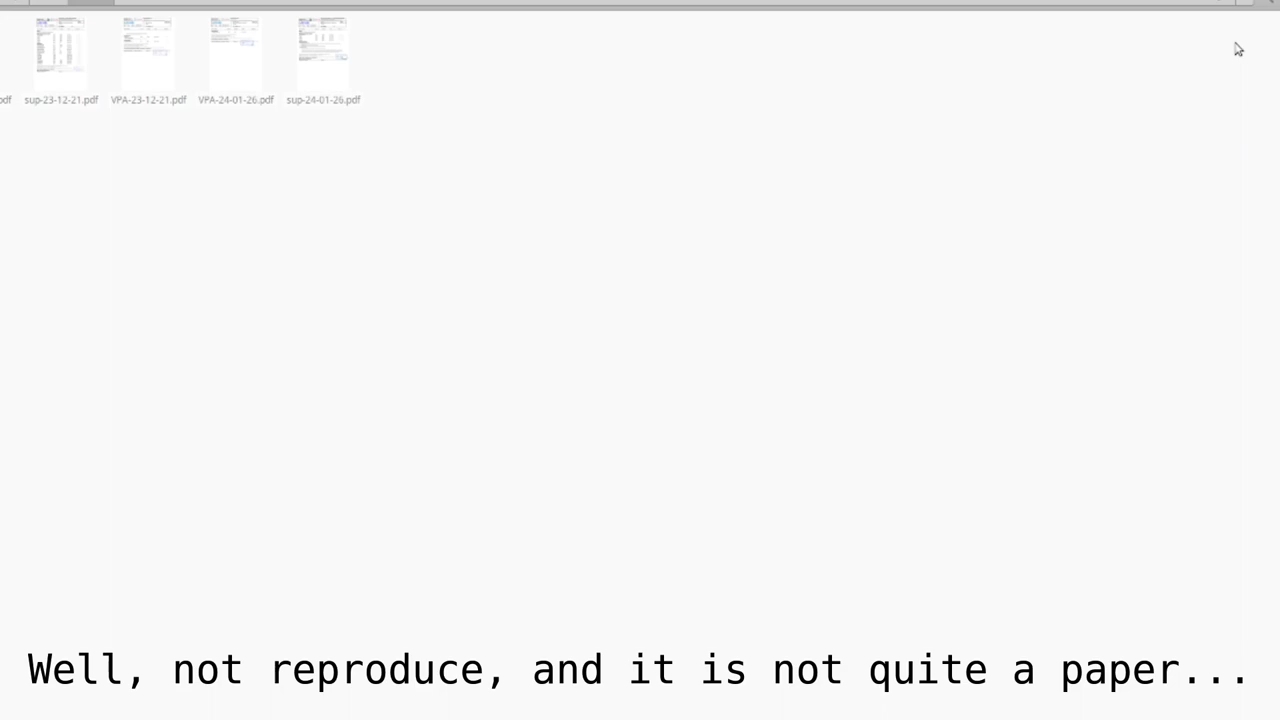 pdf sup-23-12-21.pdf VPA-23-12-21.pdf VPA-24-01-26.pdf sup-24-01-26.pdf
Well, not reproduce, and it is not quite a paper...